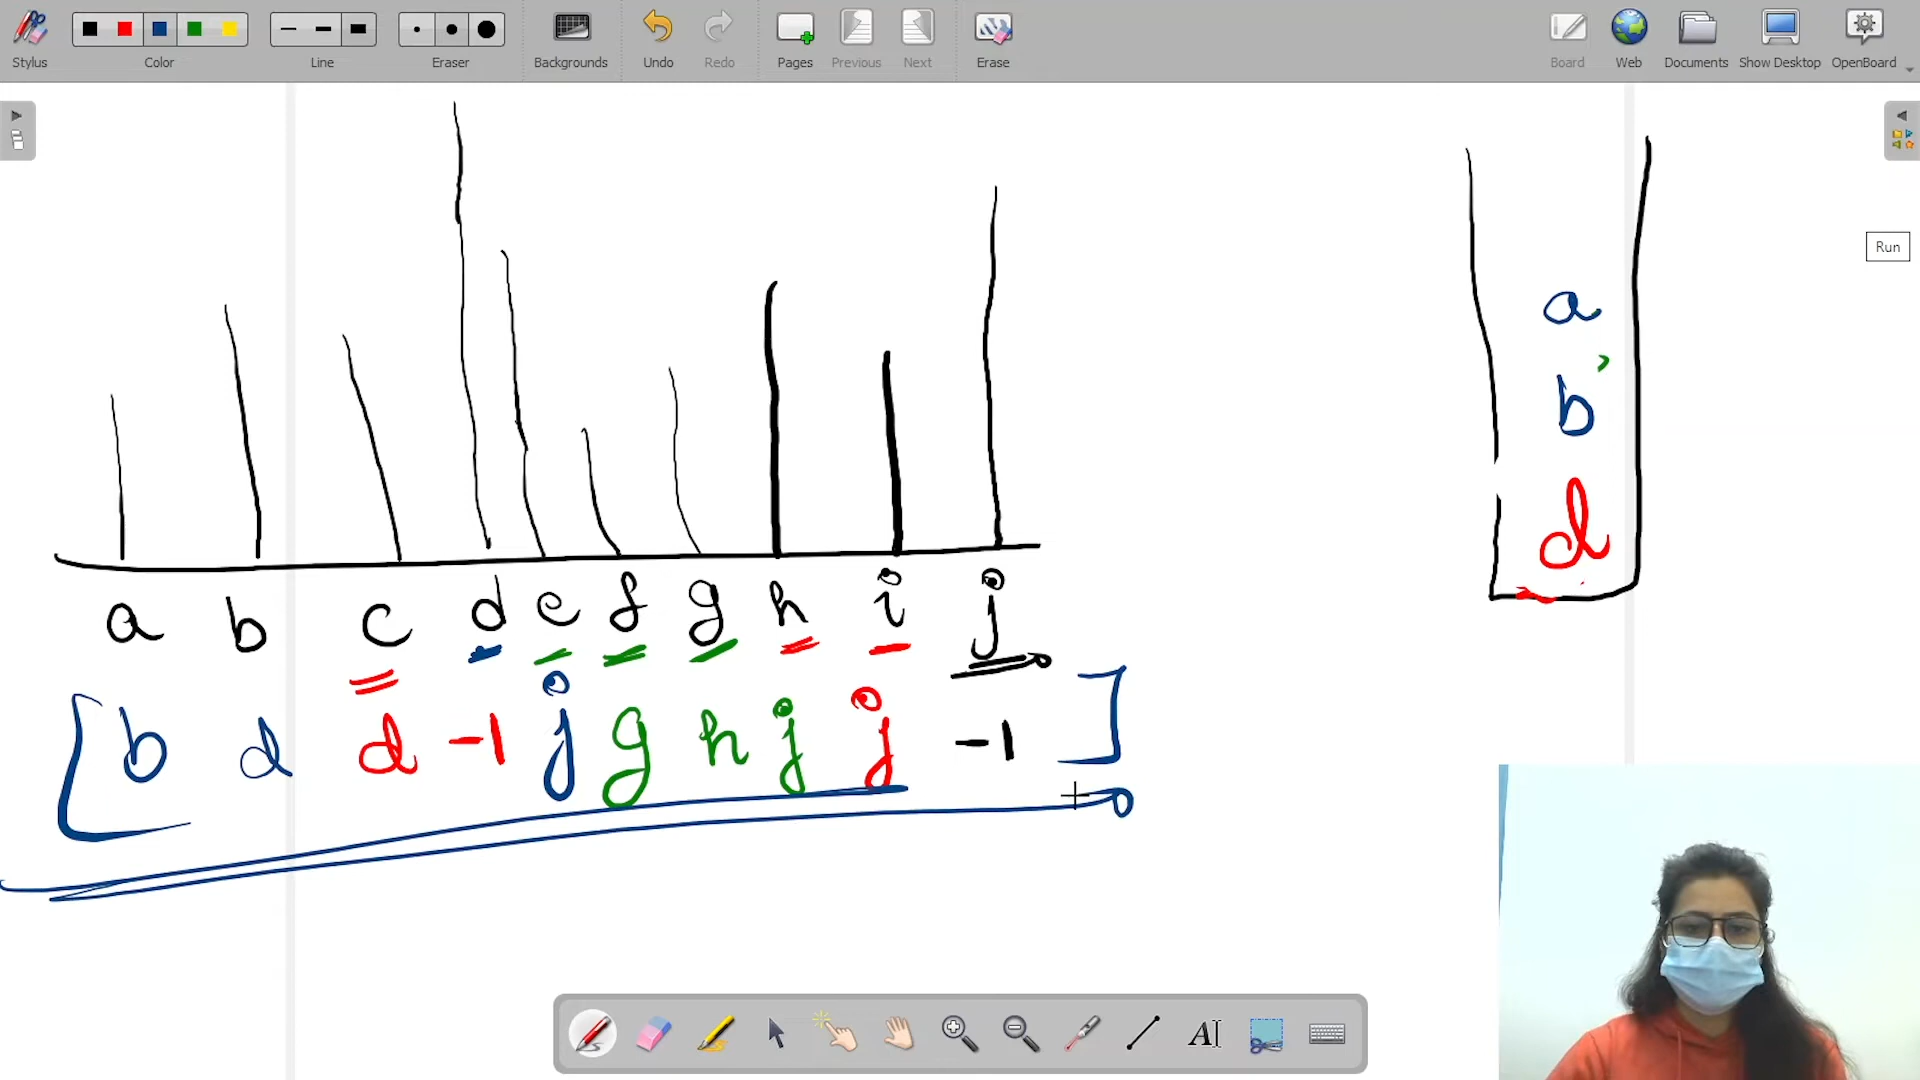 Stylus Color Line Eraser Backgrounds Undo Redo Pages Previous Next Erase Board Web Documents Show Desktop OpenBoard
Run
a
b
d
a b c d e f g h i j
[ b d d -1 j g h j j -1 ]
AI